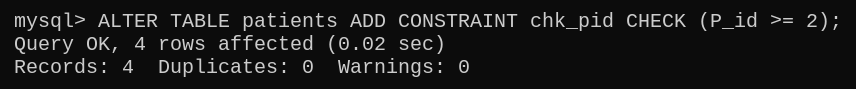 mysql> ALTER TABLE patients ADD CONSTRAINT chk_pid CHECK (P_id >= 2);
Query OK, 4 rows affected (0.02 sec)
Records: 4  Duplicates: 0  Warnings: 0